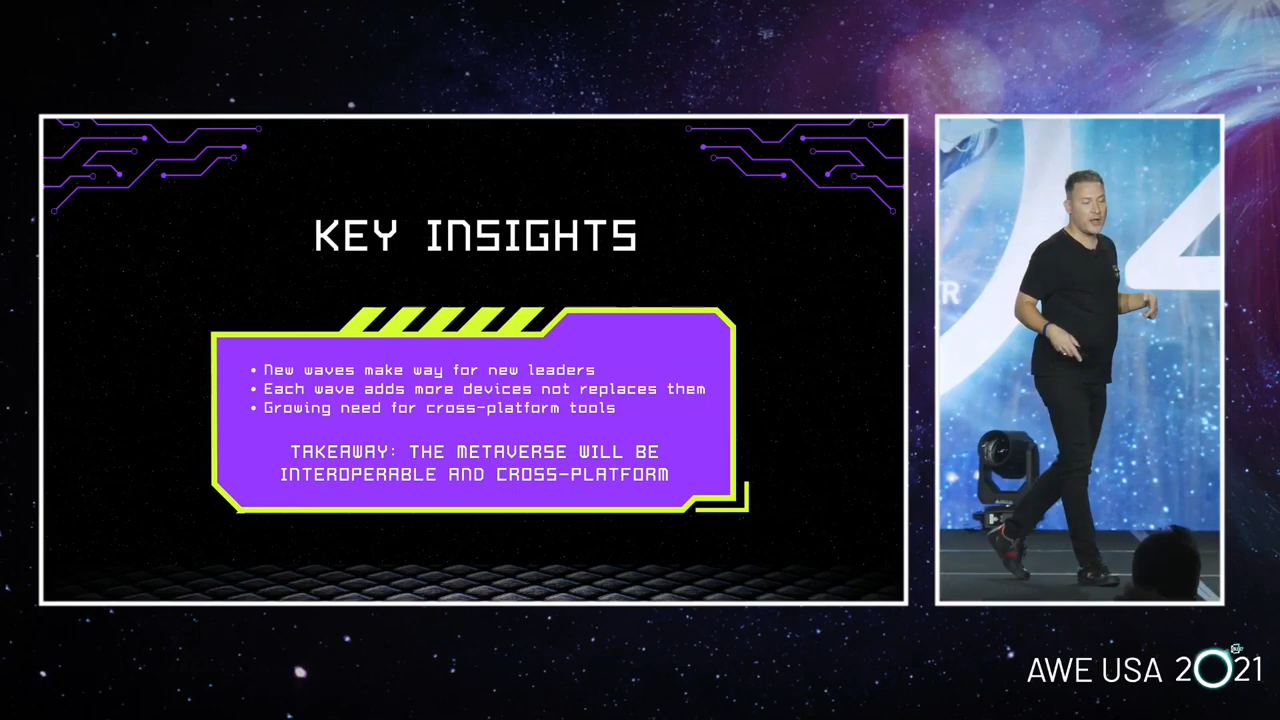 KEY INSIGHTS
• New waves make way for new leaders
• Each wave adds more devices not replaces them
• Growing need for cross-platform tools
TAKEAWAY: THE METAVERSE WILL BE
INTEROPERABLE AND CROSS-PLATFORM
R
AWE USA 2021